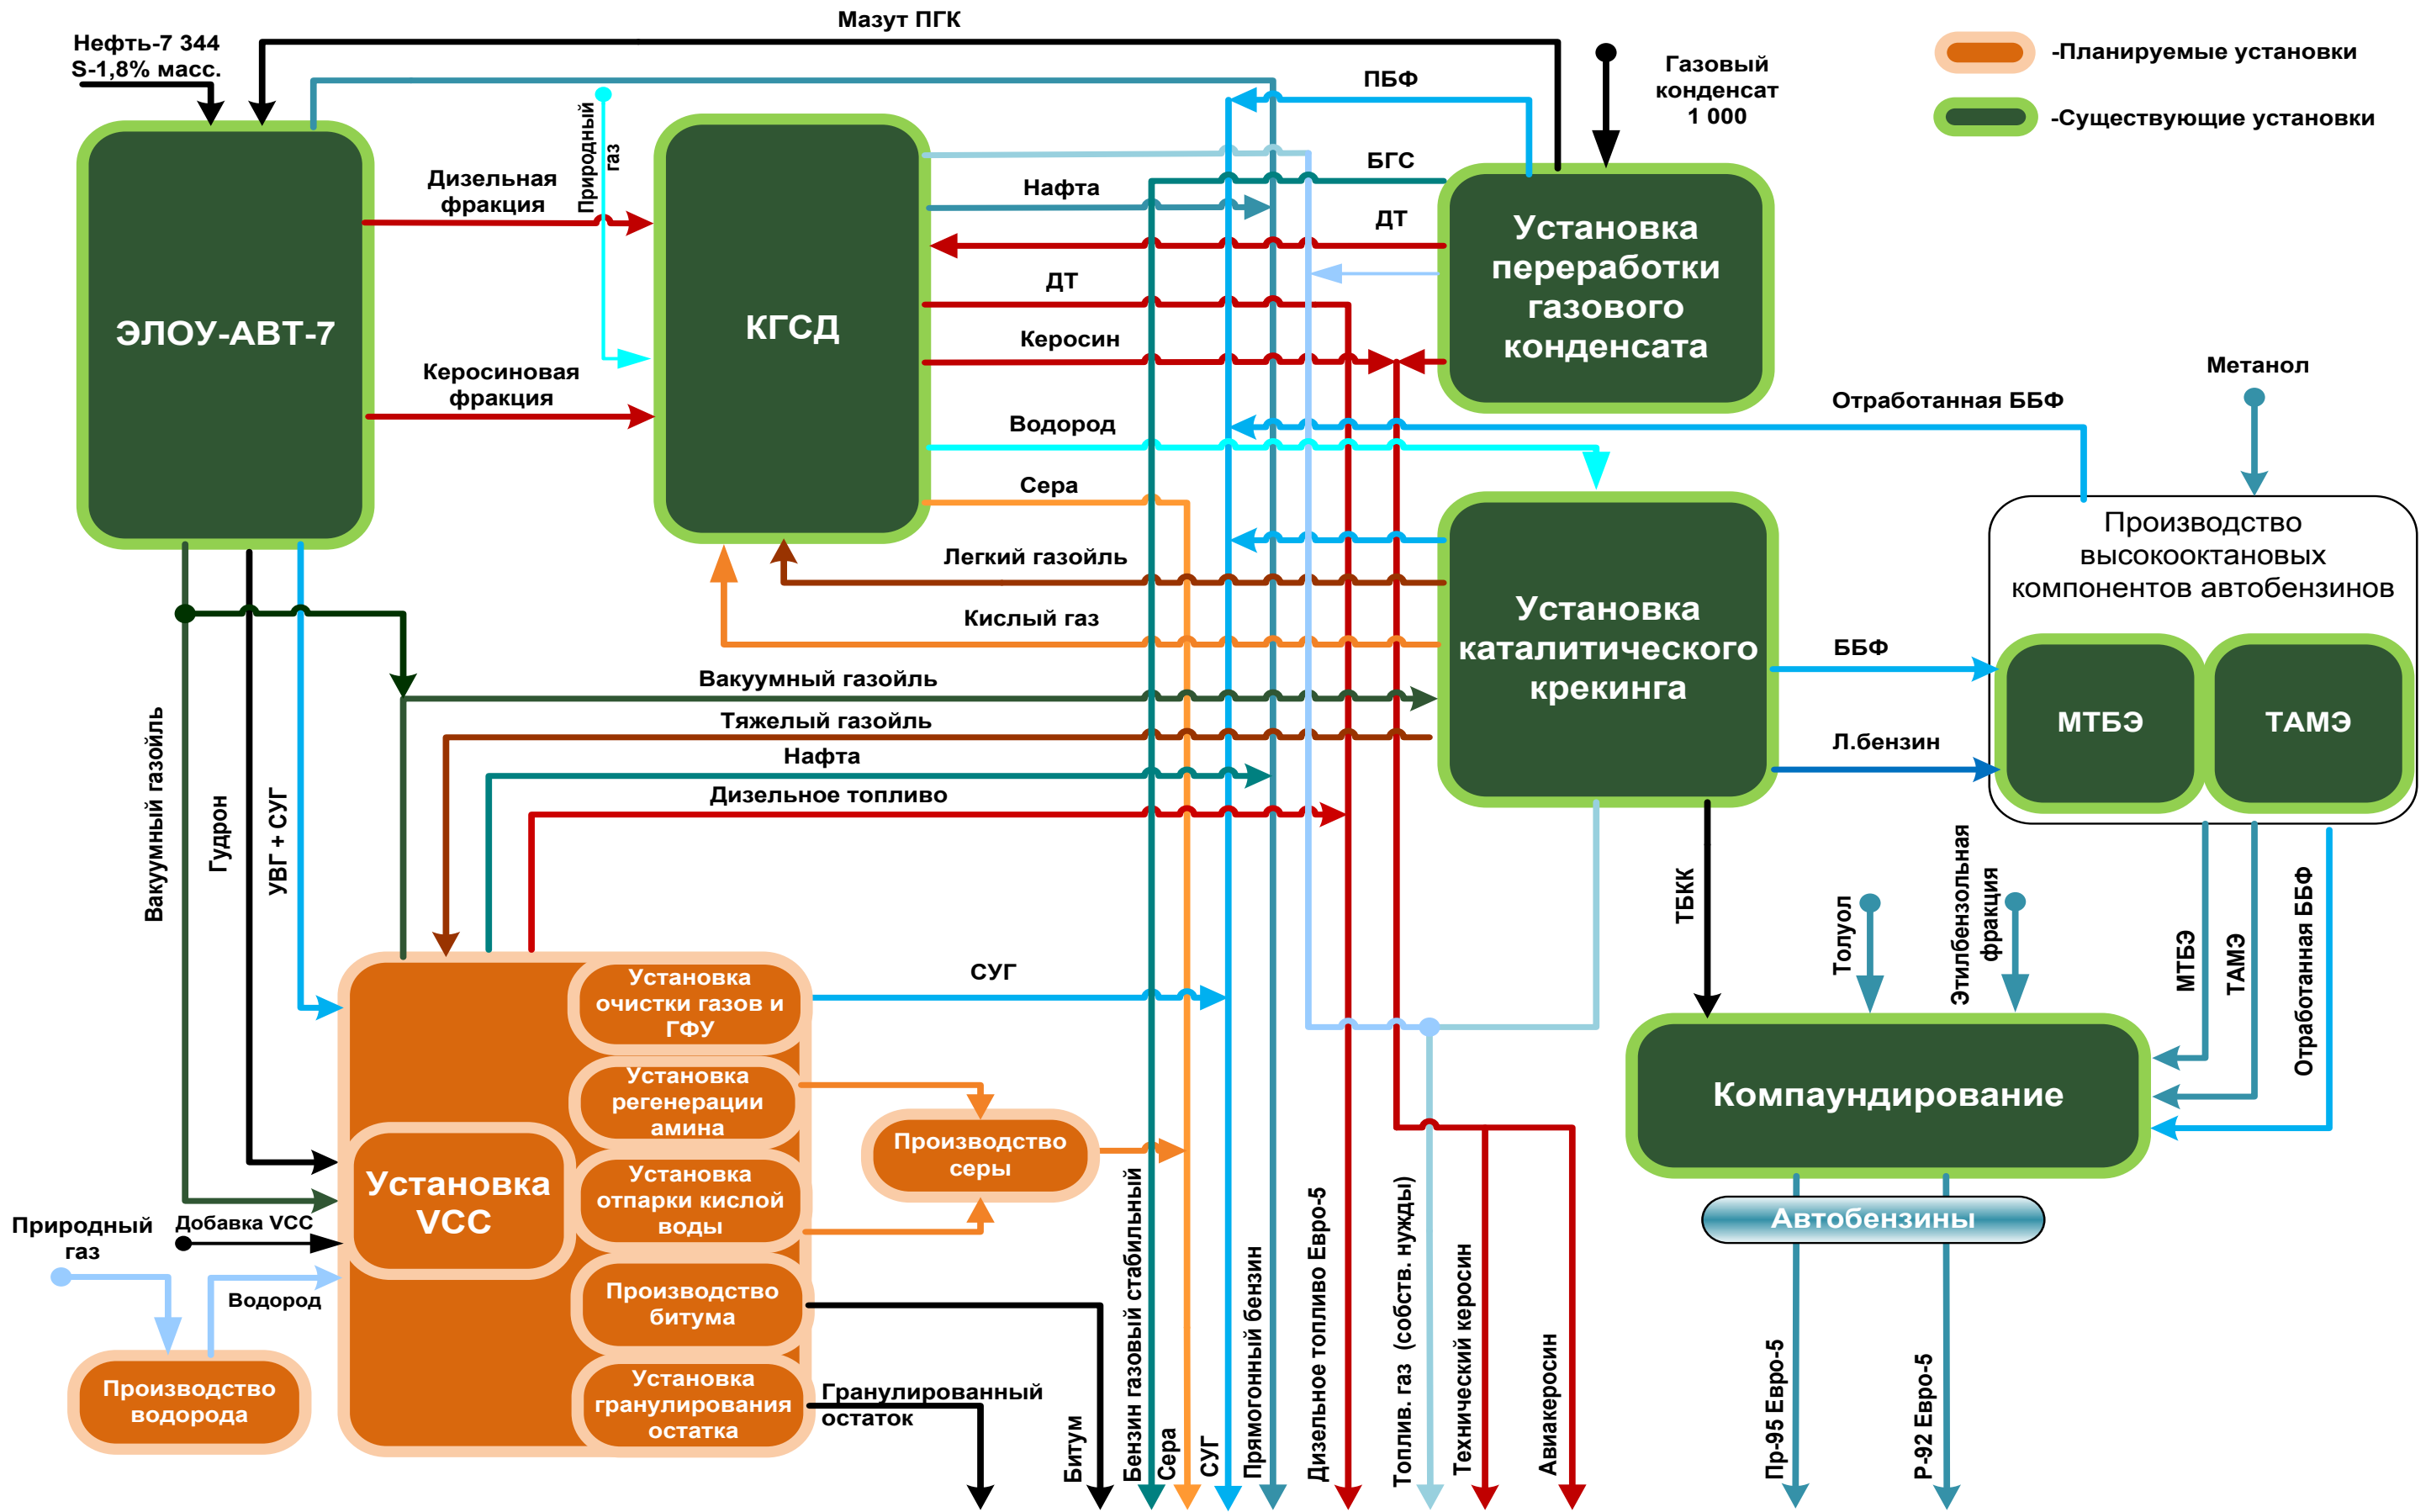 Мазут ПГК
Нефть-7 344
S-1,8% масс.
Газовый
конденсат
1 000
-Планируемые установки
-Существующие установки
ПБФ
Природный
газ
БГС
Дизельная
фракция
Нафта
ДТ
Установка
переработки
газового
конденсата
ЭЛОУ-АВТ-7
КГСД
ДТ
Керосин
Керосиновая
фракция
Метанол
Отработанная ББФ
Водород
Сера
Производство
высокооктановых
компонентов автобензинов
Легкий газойль
Кислый газ
Установка
каталитического
крекинга
ББФ
Вакуумный газойль
Тяжелый газойль
МТБЭ
ТАМЭ
Л.бензин
Нафта
Дизельное топливо
Вакуумный газойль
Гудрон
УВГ + СУГ
ТБКК
Толуол
Этилбензольная
фракция
МТБЭ
ТАМЭ
Отработанная ББФ
СУГ
Установка
очистки газов и
ГФУ
Установка
регенерации
амина
Производство
серы
Компаундирование
Установка
VCC
Установка
отпарки кислой
воды
Автобензины
Природный
газ
Добавка VCC
Водород
Производство
битума
Производство
водорода
Установка
гранулирования
остатка
Гранулированный
остаток
Битум
Бензин газовый стабильный
Сера
СУГ
Прямогонный бензин
Дизельное топливо Евро-5
Топлив. газ (собств. нужды)
Технический керосин
Авиакеросин
Пр-95 Евро-5
Р-92 Евро-5